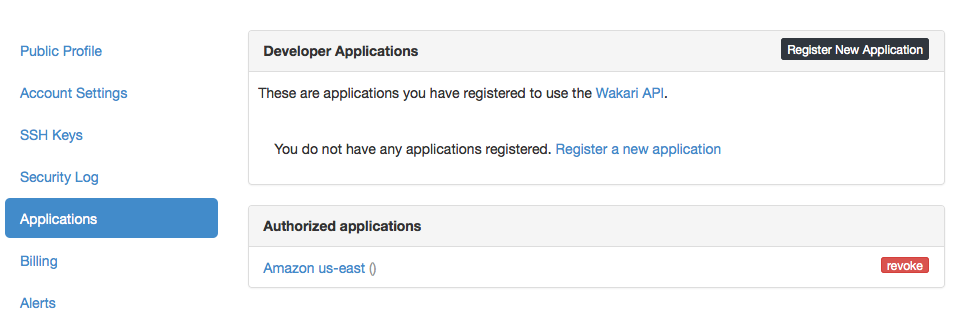 Public Profile
Account Settings
SSH Keys
Security Log
Applications
Billing
Alerts
Developer Applications
Register New Application
These are applications you have registered to use the Wakari API.
You do not have any applications registered. Register a new application
Authorized applications
Amazon us-east ()
revoke